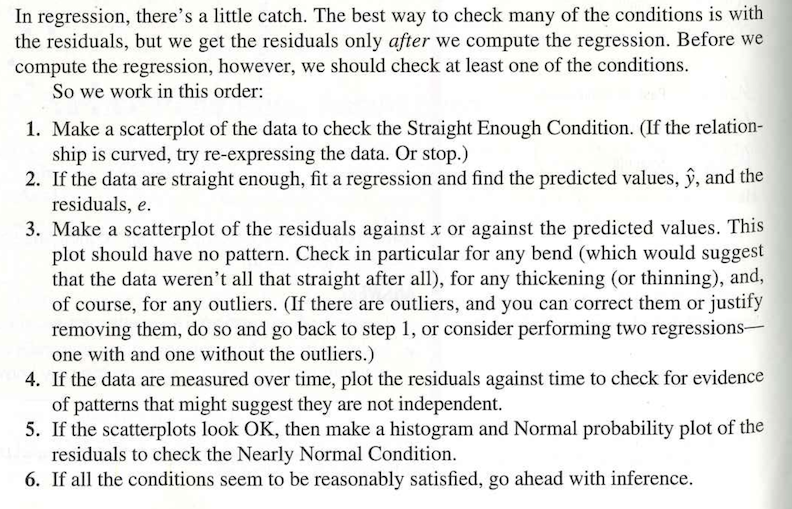 In regression, there's a little catch. The best way to check many of the conditions is with
the residuals, but we get the residuals only after we compute the regression. Before we
compute the regression, however, we should check at least one of the conditions.
So we work in this order:
1. Make a scatterplot of the data to check the Straight Enough Condition. (If the relation-
ship is curved, try re-expressing the data. Or stop.)
2. If the data are straight enough, fit a regression and find the predicted values, ŷ, and the
residuals, e.
3. Make a scatterplot of the residuals against x or against the predicted values. This
plot should have no pattern. Check in particular for any bend (which would suggest
that the data weren't all that straight after all), for any thickening (or thinning), and,
of course, for any outliers. (If there are outliers, and you can correct them or justify
removing them, do so and go back to step 1, or consider performing two regressions—
one with and one without the outliers.)
4. If the data are measured over time, plot the residuals against time to check for evidence
of patterns that might suggest they are not independent.
5. If the scatterplots look OK, then make a histogram and Normal probability plot of the
residuals to check the Nearly Normal Condition.
6. If all the conditions seem to be reasonably satisfied, go ahead with inference.